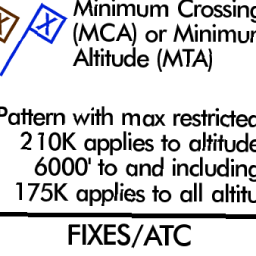 X
Minimum Crossing
(MCA) or Minimum
Altitude (MTA)
Pattern with max restricted
210K applies to altitude
6000' to and including
175K applies to all altitu
FIXES/ATC